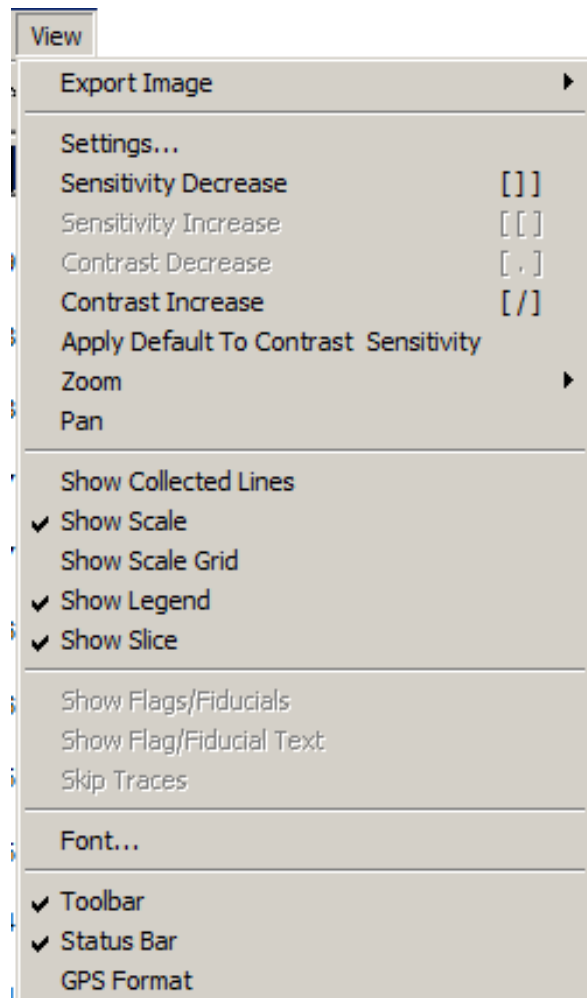 View
Export Image
Settings...
Sensitivity Decrease [ ] ]
Sensitivity Increase [ [ ]
Contrast Decrease [ . ]
Contrast Increase [ / ]
Apply Default To Contrast  Sensitivity
Zoom
Pan
Show Collected Lines
Show Scale
Show Scale Grid
Show Legend
Show Slice
Show Flags/Fiducials
Show Flag/Fiducial Text
Skip Traces
Font...
Toolbar
Status Bar
GPS Format